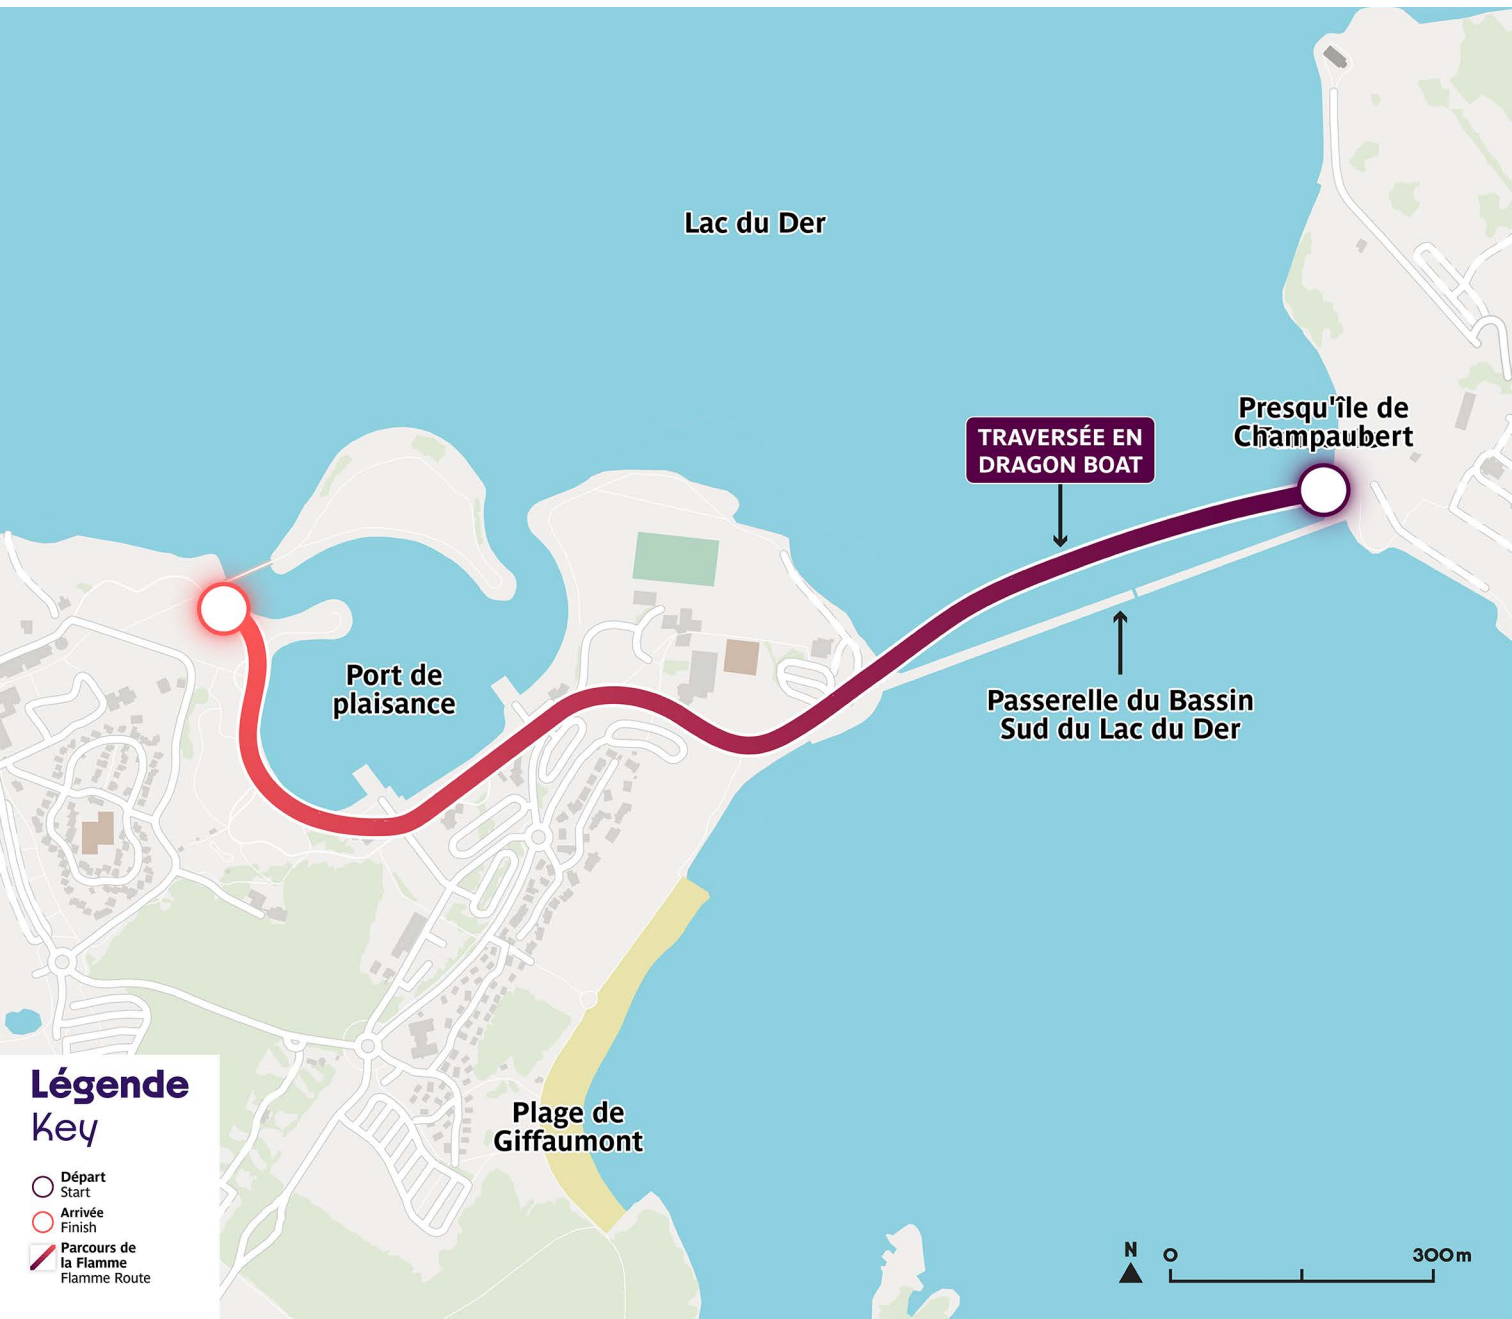 Lac du Der
Presqu'île de
Champaubert
TRAVERSÉE EN
DRAGON BOAT
Port de
plaisance
Passerelle du Bassin
Sud du Lac du Der
Plage de
Giffaumont
Légende
Key
Départ
Start
Arrivée
Finish
Parcours de
la Flamme
Flamme Route
N
0
300m